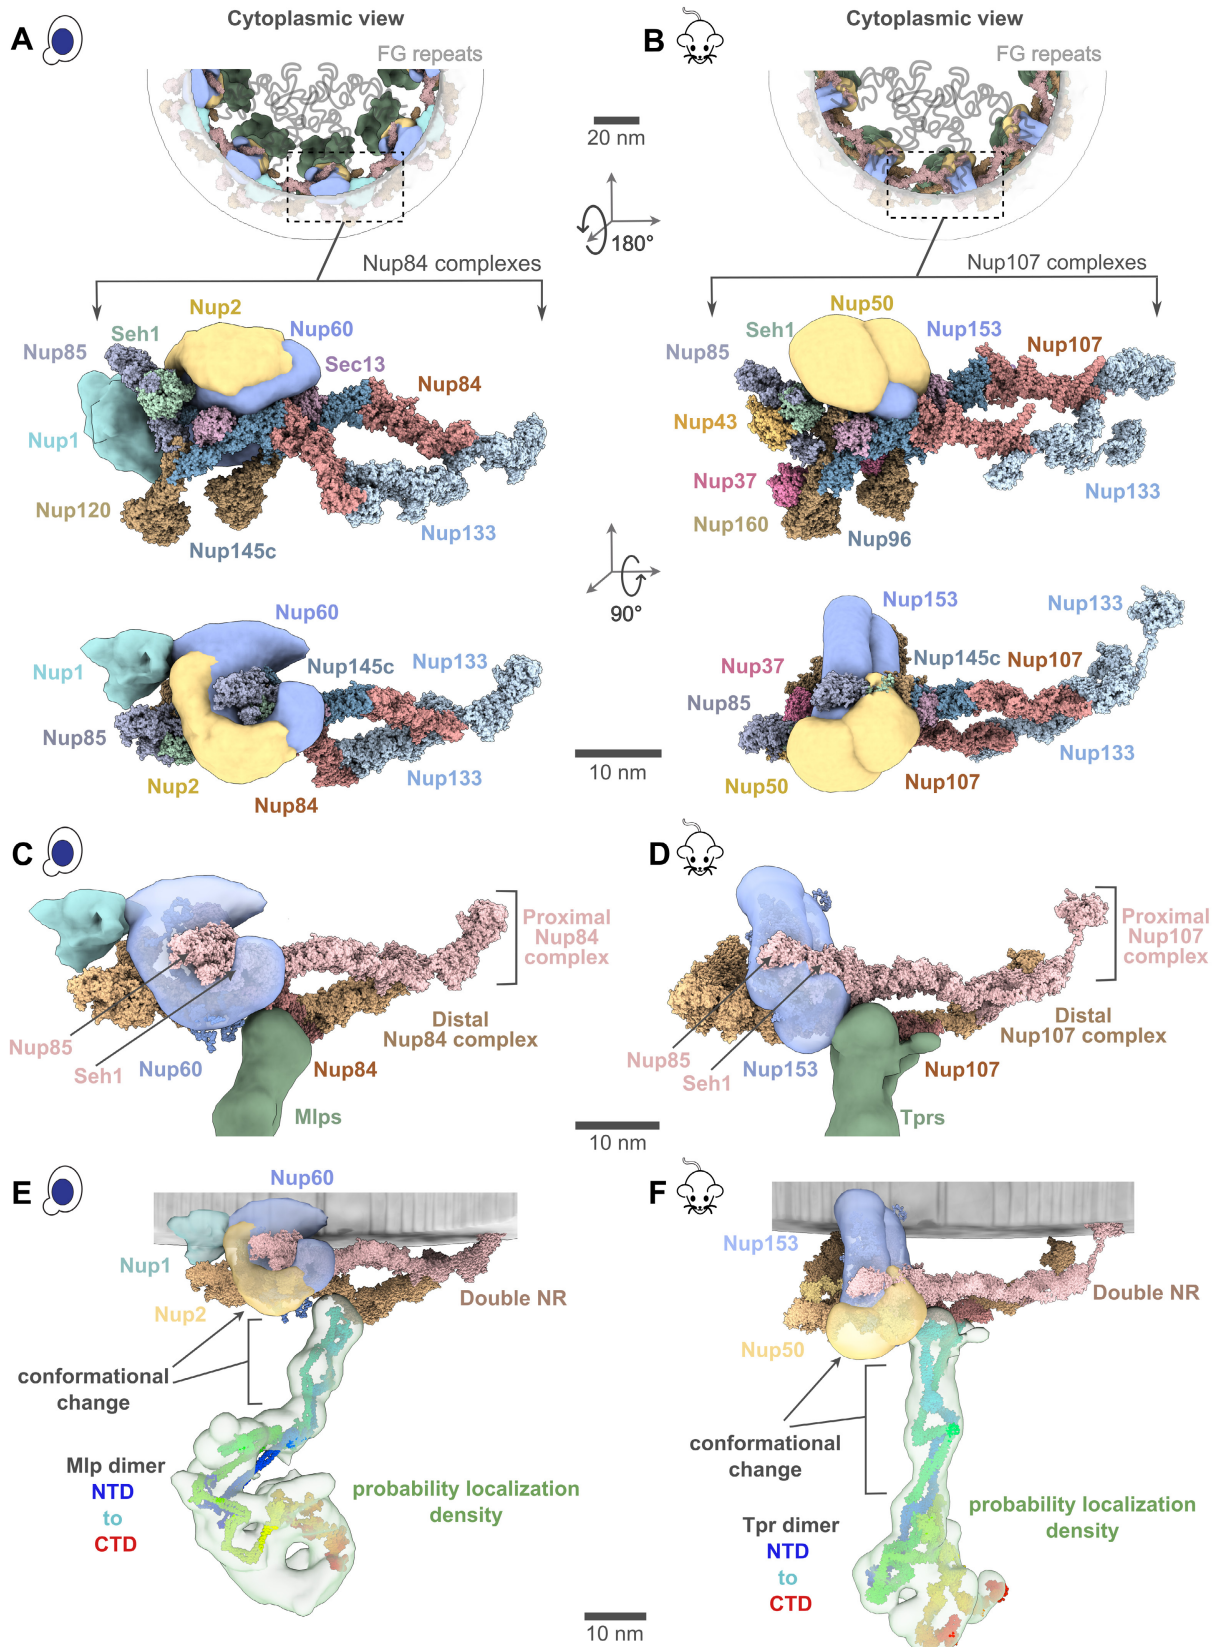 A
Cytoplasmic view
FG repeats
B
Cytoplasmic view
FG repeats
20 nm
180°
Nup84 complexes
Nup107 complexes
Nup2
Seh1
Nup60
Nup85
Sec13
Nup84
Nup1
Nup120
Nup133
Nup145c
Nup50
Seh1
Nup153
Nup85
Nup107
Nup43
Nup37
Nup133
Nup160
Nup96
90°
Nup60
Nup145c
Nup133
Nup1
Nup85
Nup133
Nup2
Nup84
Nup153
Nup133
Nup37
Nup145c
Nup107
Nup85
Nup133
Nup50
Nup107
10 nm
C
Proximal
Nup84
complex
Distal
Nup84 complex
Nup85
Seh1
Nup60
Nup84
Mlps
D
Proximal
Nup107
complex
Distal
Nup107 complex
Nup85
Seh1
Nup153
Nup107
Tprs
10 nm
E
Nup60
Nup1
Nup2
Double NR
conformational
change
Mlp dimer
NTD
to
CTD
probability localization
density
F
Nup153
Double NR
Nup50
conformational
change
probability localization
density
Tpr dimer
NTD
to
CTD
10 nm